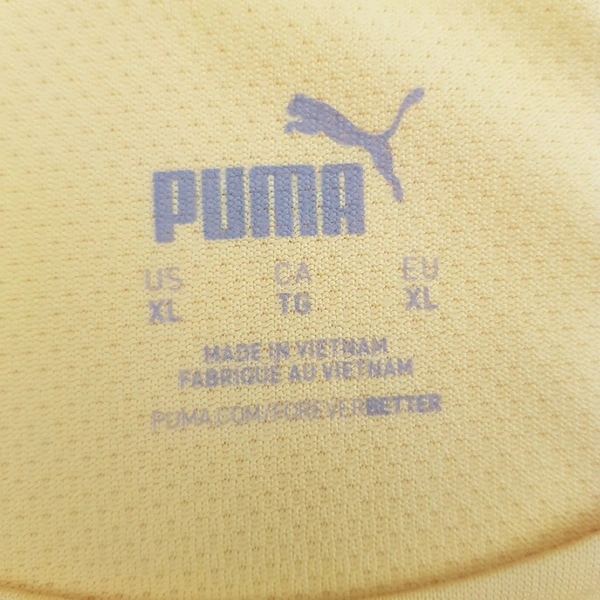 PUMA
US CA EU
XL TG XL
MADE IN VIETNAM
FABRIQUE AU VIETNAM
PUMA.COM/FOREVERBETTER